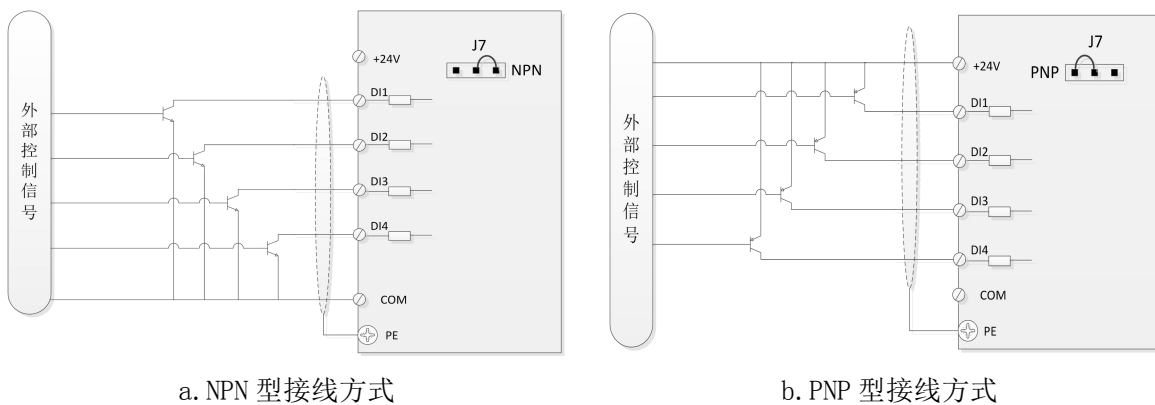 外部控制信号
J7
+24V
NPN
DI1
DI2
DI3
DI4
COM
PE
a. NPN 型接线方式
外部控制信号
J7
+24V
PNP
DI1
DI2
DI3
DI4
COM
PE
b. PNP 型接线方式